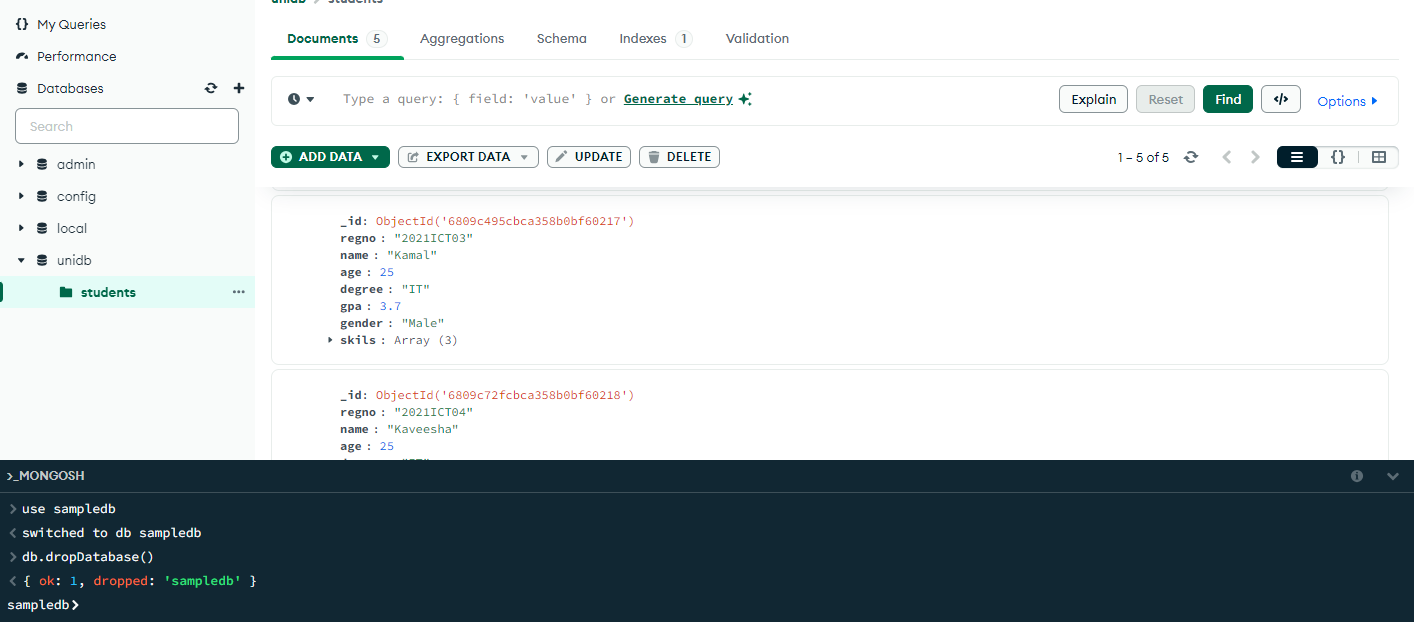 My Queries
Performance
Databases
Search
admin
config
local
unidb
students
unidb > students
Documents 5 Aggregations Schema Indexes 1 Validation
Type a query: { field: 'value' } or Generate query Explain Reset Find </> Options
ADD DATA EXPORT DATA UPDATE DELETE 1 – 5 of 5 {}
_id: ObjectId('6809c495cbca358b0bf60217')
regno : "2021ICT03"
name : "Kamal"
age : 25
degree : "IT"
gpa : 3.7
gender : "Male"
skils : Array (3)
_id: ObjectId('6809c72fcbca358b0bf60218')
regno : "2021ICT04"
name : "Kaveesha"
age : 25
>_MONGOSH
> use sampledb
< switched to db sampledb
> db.dropDatabase()
< { ok: 1, dropped: 'sampledb' }
sampledb>